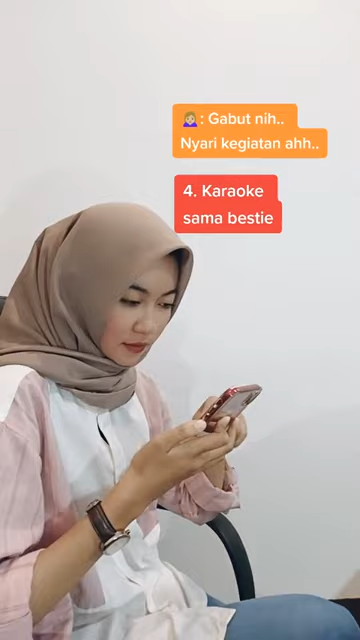 🙍🏼‍♀️: Gabut nih..
Nyari kegiatan ahh..
4. Karaoke
sama bestie